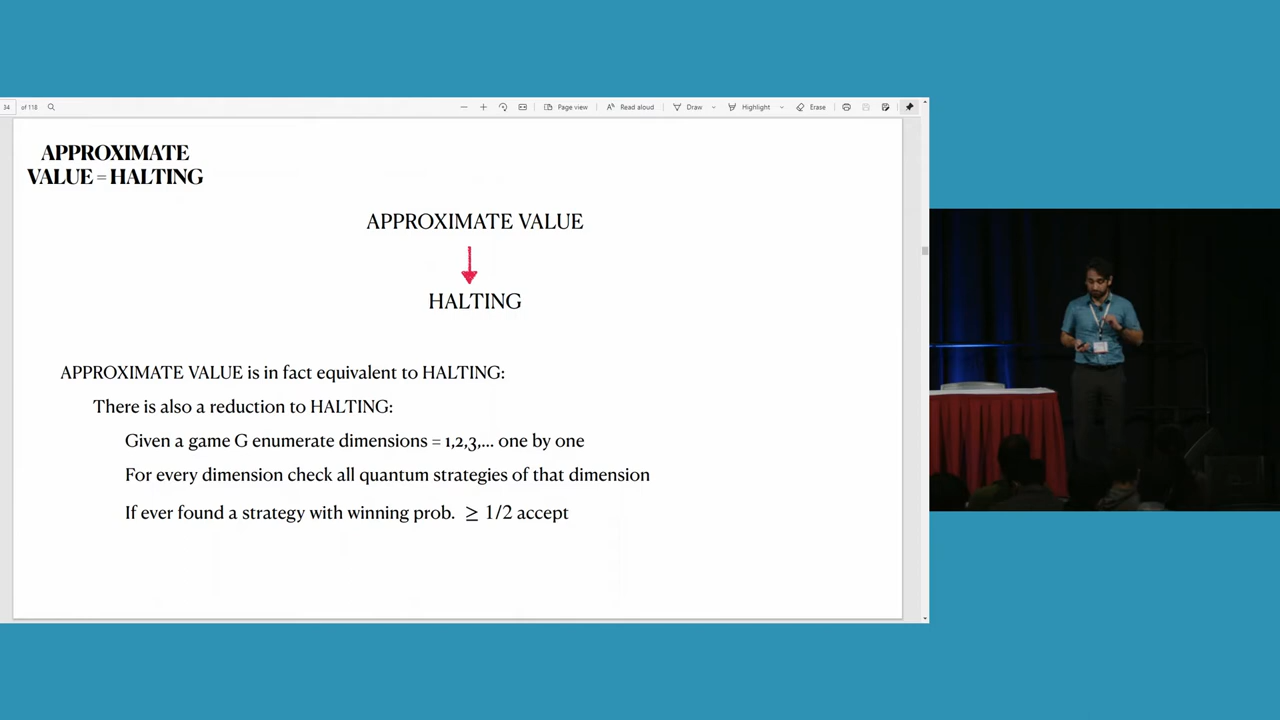 34 of 118 Page view Read aloud Draw Highlight Erase
APPROXIMATE
VALUE = HALTING
APPROXIMATE VALUE
HALTING
APPROXIMATE VALUE is in fact equivalent to HALTING:
There is also a reduction to HALTING:
Given a game G enumerate dimensions = 1,2,3,... one by one
For every dimension check all quantum strategies of that dimension
If ever found a strategy with winning prob. ≥ 1/2 accept